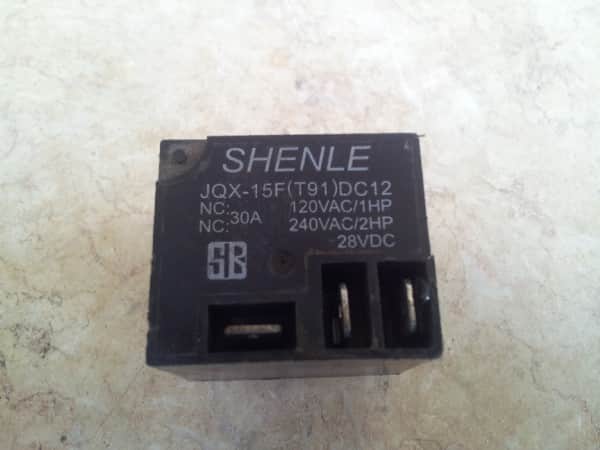 SHENLE
JQX-15F(T91)DC12
NC: 30A 120VAC/1HP
NC: 240VAC/2HP
28VDC
SB